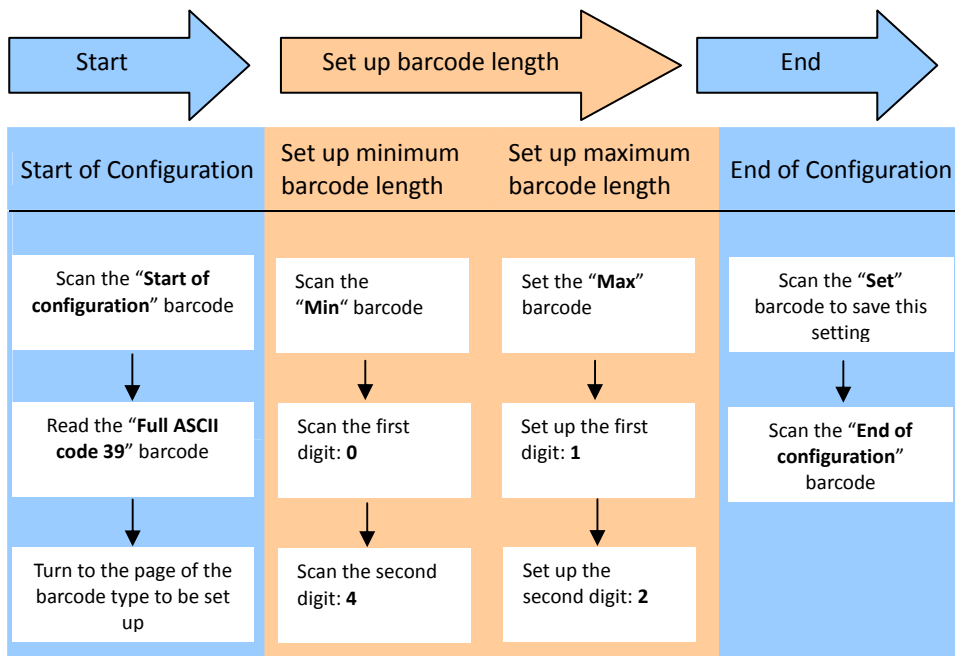 Start
Set up barcode length
End
Start of Configuration
Set up minimum
barcode length
Set up maximum
barcode length
End of Configuration
Scan the “Start of
configuration” barcode
Read the “Full ASCII
code 39” barcode
Turn to the page of the
barcode type to be set
up
Scan the
“Min“ barcode
Scan the first
digit: 0
Scan the second
digit: 4
Set the “Max”
barcode
Set up the first
digit: 1
Set up the
second digit: 2
Scan the “Set”
barcode to save this
setting
Scan the “End of
configuration”
barcode